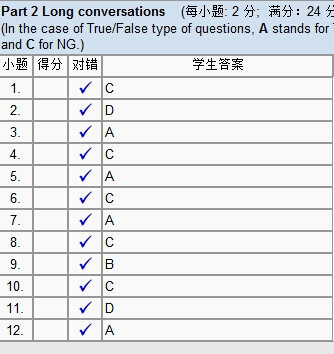 Part 2 Long conversations (每小题: 2 分; 满分: 24 分
(In the case of True/False type of questions, A stands for
and C for NG.)
小题 得分 对错 学生答案
1. ✓ C
2. ✓ D
3. ✓ A
4. ✓ C
5. ✓ A
6. ✓ C
7. ✓ A
8. ✓ C
9. ✓ B
10. ✓ C
11. ✓ D
12. ✓ A